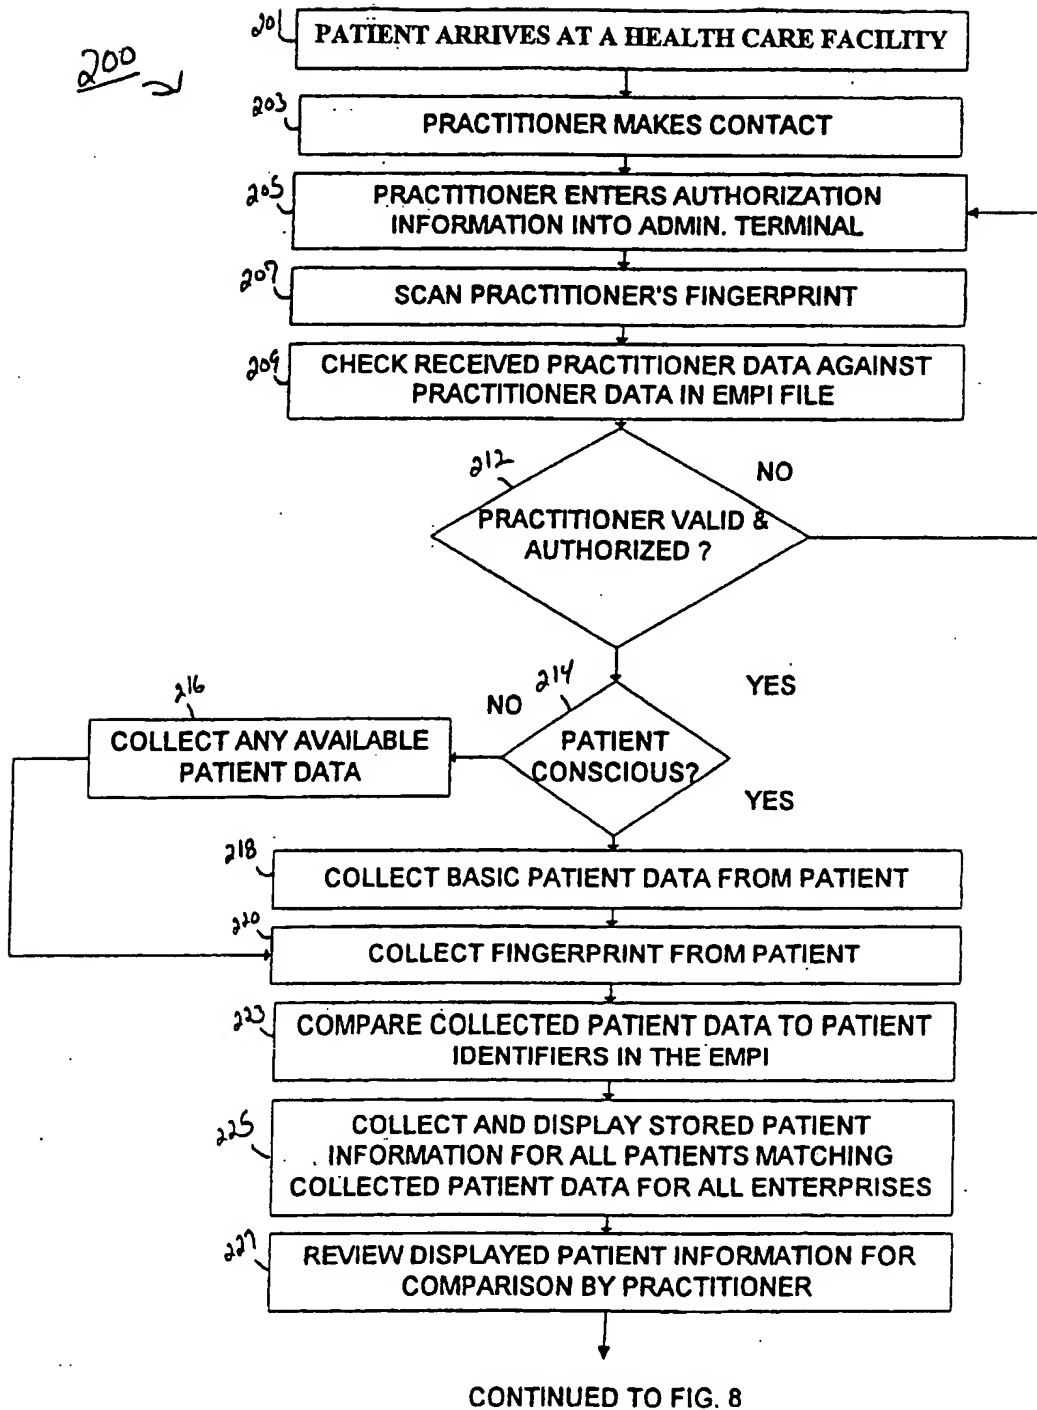 200
201
PATIENT ARRIVES AT A HEALTH CARE FACILITY
203
PRACTITIONER MAKES CONTACT
205
PRACTITIONER ENTERS AUTHORIZATION
INFORMATION INTO ADMIN. TERMINAL
207
SCAN PRACTITIONER'S FINGERPRINT
209
CHECK RECEIVED PRACTITIONER DATA AGAINST
PRACTITIONER DATA IN EMPI FILE
212
NO
PRACTITIONER VALID &
AUTHORIZED ?
YES
214
NO
PATIENT
CONSCIOUS?
YES
216
COLLECT ANY AVAILABLE
PATIENT DATA
218
COLLECT BASIC PATIENT DATA FROM PATIENT
220
COLLECT FINGERPRINT FROM PATIENT
223
COMPARE COLLECTED PATIENT DATA TO PATIENT
IDENTIFIERS IN THE EMPI
225
COLLECT AND DISPLAY STORED PATIENT
INFORMATION FOR ALL PATIENTS MATCHING
COLLECTED PATIENT DATA FOR ALL ENTERPRISES
227
REVIEW DISPLAYED PATIENT INFORMATION FOR
COMPARISON BY PRACTITIONER
CONTINUED TO FIG. 8